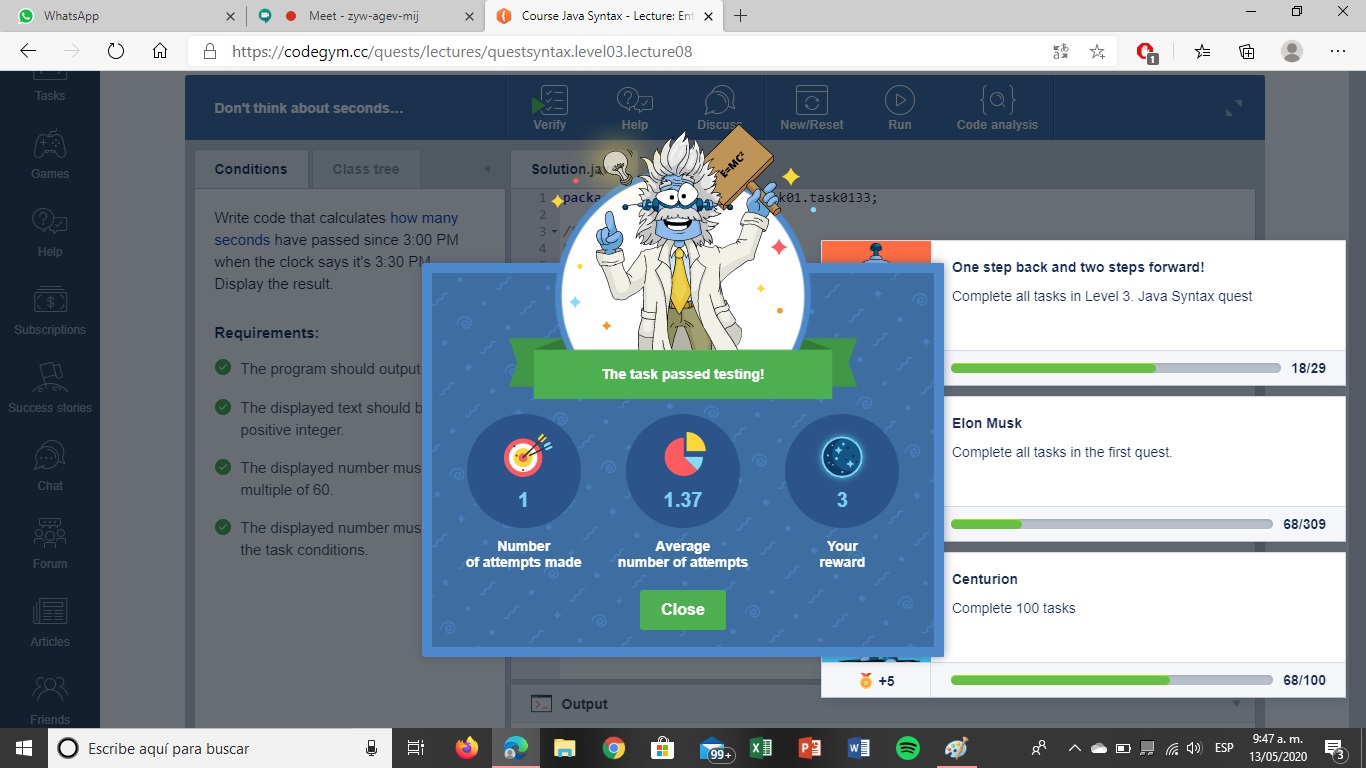 WhatsApp
Meet - zyw-agev-mij
Course Java Syntax - Lecture: Ent
https://codegym.cc/quests/lectures/questsyntax.level03.lecture08
1
Tasks
Games
Help
Subscriptions
Success stories
Chat
Forum
Articles
Friends
Don't think about seconds...
Verify
Help
Discuss
New/Reset
Run
Code analysis
Conditions
Class tree
Write code that calculates how many
seconds have passed since 3:00 PM
when the clock says it's 3:30 PM.
Display the result.
Requirements:
The program should output
The displayed text should b
positive integer.
The displayed number mus
multiple of 60.
The displayed number mus
the task conditions.
Solution.ja
1 packa k01.task0133;
2
3
4
E=MC²
The task passed testing!
1
Number
of attempts made
1.37
Average
number of attempts
3
Your
reward
Close
One step back and two steps forward!
Complete all tasks in Level 3. Java Syntax quest
18/29
Elon Musk
Complete all tasks in the first quest.
68/309
Centurion
Complete 100 tasks
+5
68/100
Output
Escribe aquí para buscar
99+
ESP
9:47 a. m.
13/05/2020
3